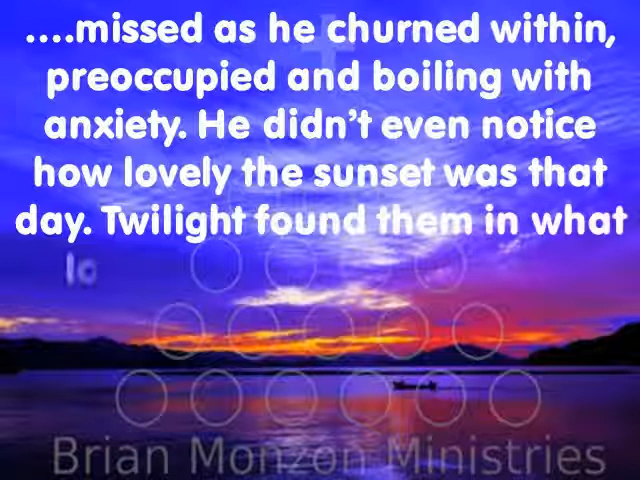 ....missed as he churned within,
preoccupied and boiling with
anxiety. He didn't even notice
how lovely the sunset was that
day. Twilight found them in what
lo
Brian Monzon Ministries